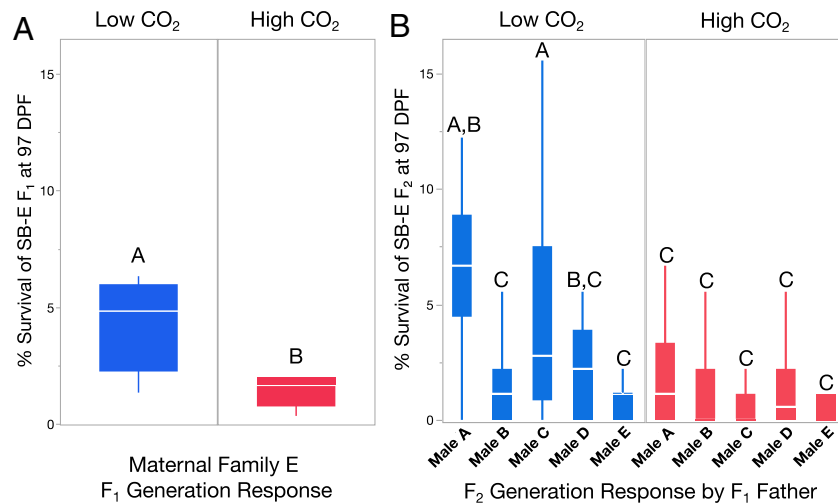 A
Low CO₂
High CO₂
% Survival of SB-E F₁ at 97 DPF
15
10
5
0
A
B
Maternal Family E
F₁ Generation Response
B
Low CO₂
High CO₂
% Survival of SB-E F₂ at 97 DPF
15
10
5
0
A,B
C
A
B,C
C
C
C
C
C
C
Male A
Male B
Male C
Male D
Male E
Male A
Male B
Male C
Male D
Male E
F₂ Generation Response by F₁ Father